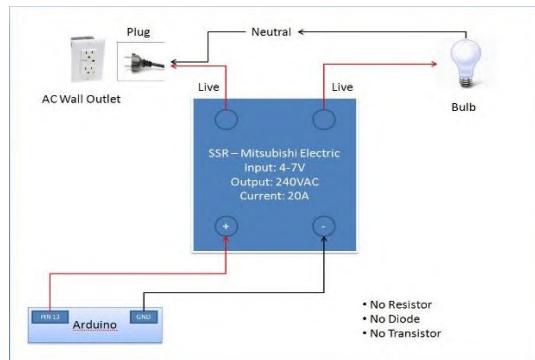 Plug
Neutral
AC Wall Outlet
Live
Live
Bulb
SSR – Mitsubishi Electric
Input: 4-7V
Output: 240VAC
Current: 20A
+
-
PIN 13
GND
Arduino
• No Resistor
• No Diode
• No Transistor